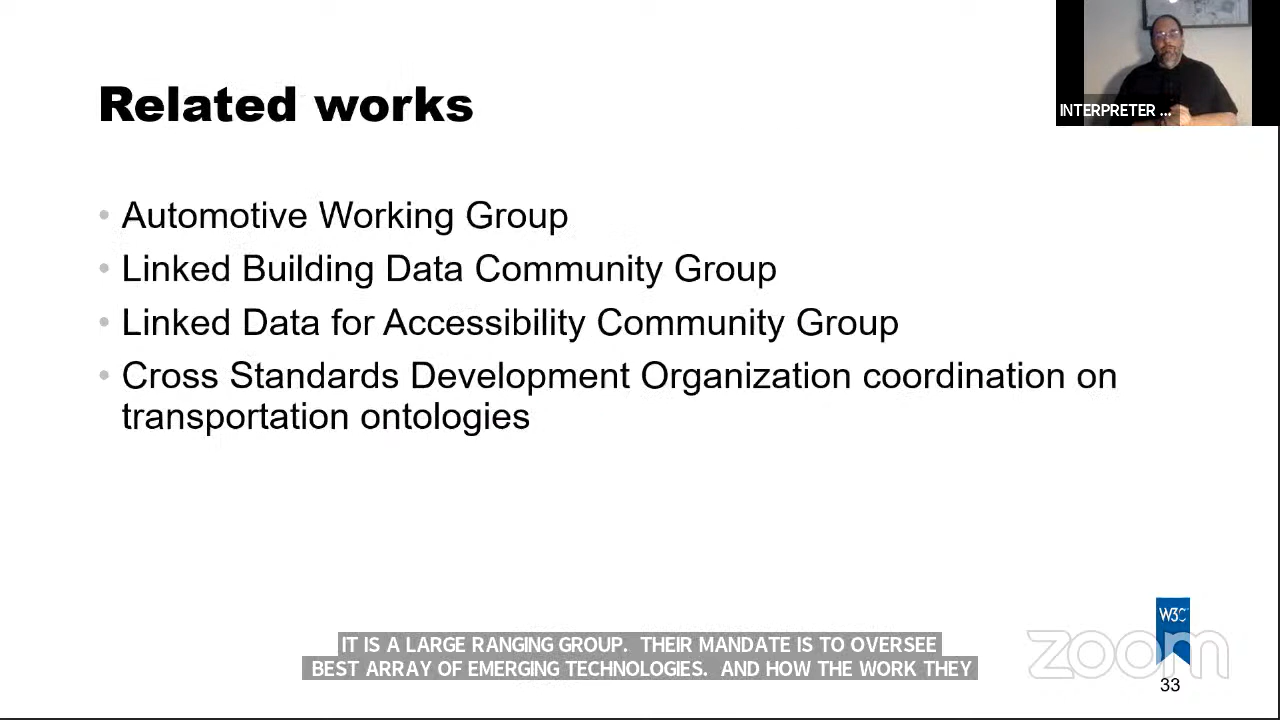 INTERPRETER ...
Related works
• Automotive Working Group
• Linked Building Data Community Group
• Linked Data for Accessibility Community Group
• Cross Standards Development Organization coordination on
transportation ontologies
IT IS A LARGE RANGING GROUP. THEIR MANDATE IS TO OVERSEE
BEST ARRAY OF EMERGING TECHNOLOGIES. AND HOW THE WORK THEY
W3C
zoom
33